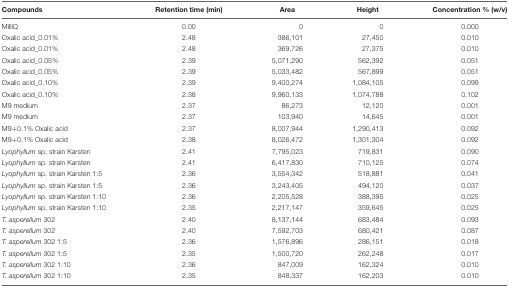 Compounds Retention time (min) Area Height Concentration % (w/v)
MilliQ 0.00 0 0 0.000
Oxalic acid_0.01% 2.48 386,101 27,450 0.010
Oxalic acid_0.01% 2.48 369,726 27,375 0.010
Oxalic acid_0.05% 2.39 5,071,290 562,392 0.051
Oxalic acid_0.05% 2.39 5,033,482 567,899 0.051
Oxalic acid_0.10% 2.39 9,400,274 1,084,105 0.099
Oxalic acid_0.10% 2.38 9,960,133 1,074,788 0.102
M9 medium 2.37 86,273 12,120 0.001
M9 medium 2.37 103,940 14,645 0.001
M9+0.1% Oxalic acid 2.37 8,007,944 1,290,413 0.092
M9+0.1% Oxalic acid 2.38 8,026,472 1,301,304 0.092
Lyophyllum sp. strain Karsten 2.41 7,795,023 719,831 0.090
Lyophyllum sp. strain Karsten 2.41 6,417,830 710,125 0.074
Lyophyllum sp. strain Karsten 1:5 2.36 3,554,342 518,881 0.041
Lyophyllum sp. strain Karsten 1:5 2.36 3,243,405 494,120 0.037
Lyophyllum sp. strain Karsten 1:10 2.36 2,205,528 388,395 0.025
Lyophyllum sp. strain Karsten 1:10 2.35 2,217,147 359,645 0.025
T. asperellum 302 2.40 8,137,144 683,484 0.093
T. asperellum 302 2.40 7,592,703 680,421 0.087
T. asperellum 302 1:5 2.36 1,576,896 286,151 0.018
T. asperellum 302 1:5 2.35 1,500,720 262,248 0.017
T. asperellum 302 1:10 2.36 847,009 162,324 0.010
T. asperellum 302 1:10 2.35 848,337 162,203 0.010